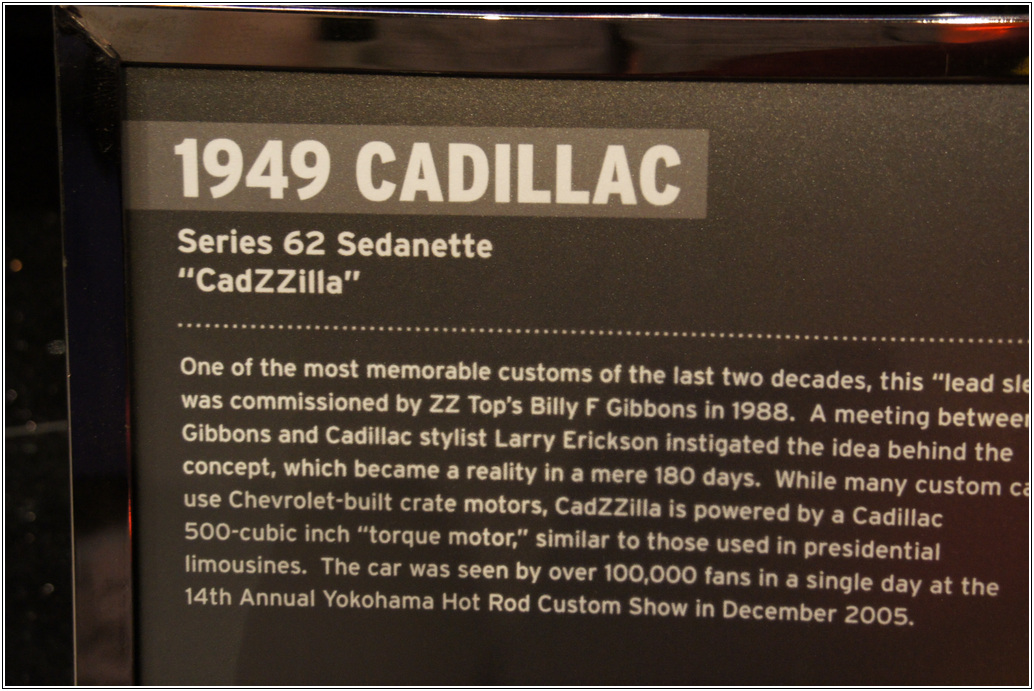 1949 CADILLAC
Series 62 Sedanette
“CadZZilla”
One of the most memorable customs of the last two decades, this “lead
was commissioned by ZZ Top’s Billy F Gibbons in 1988. A meeting between
Gibbons and Cadillac stylist Larry Erickson instigated the idea behind the
concept, which became a reality in a mere 180 days. While many custom
use Chevrolet-built crate motors, CadZZilla is powered by a Cadillac
500-cubic inch “torque motor,” similar to those used in presidential
limousines. The car was seen by over 100,000 fans in a single day at the
14th Annual Yokohama Hot Rod Custom Show in December 2005.